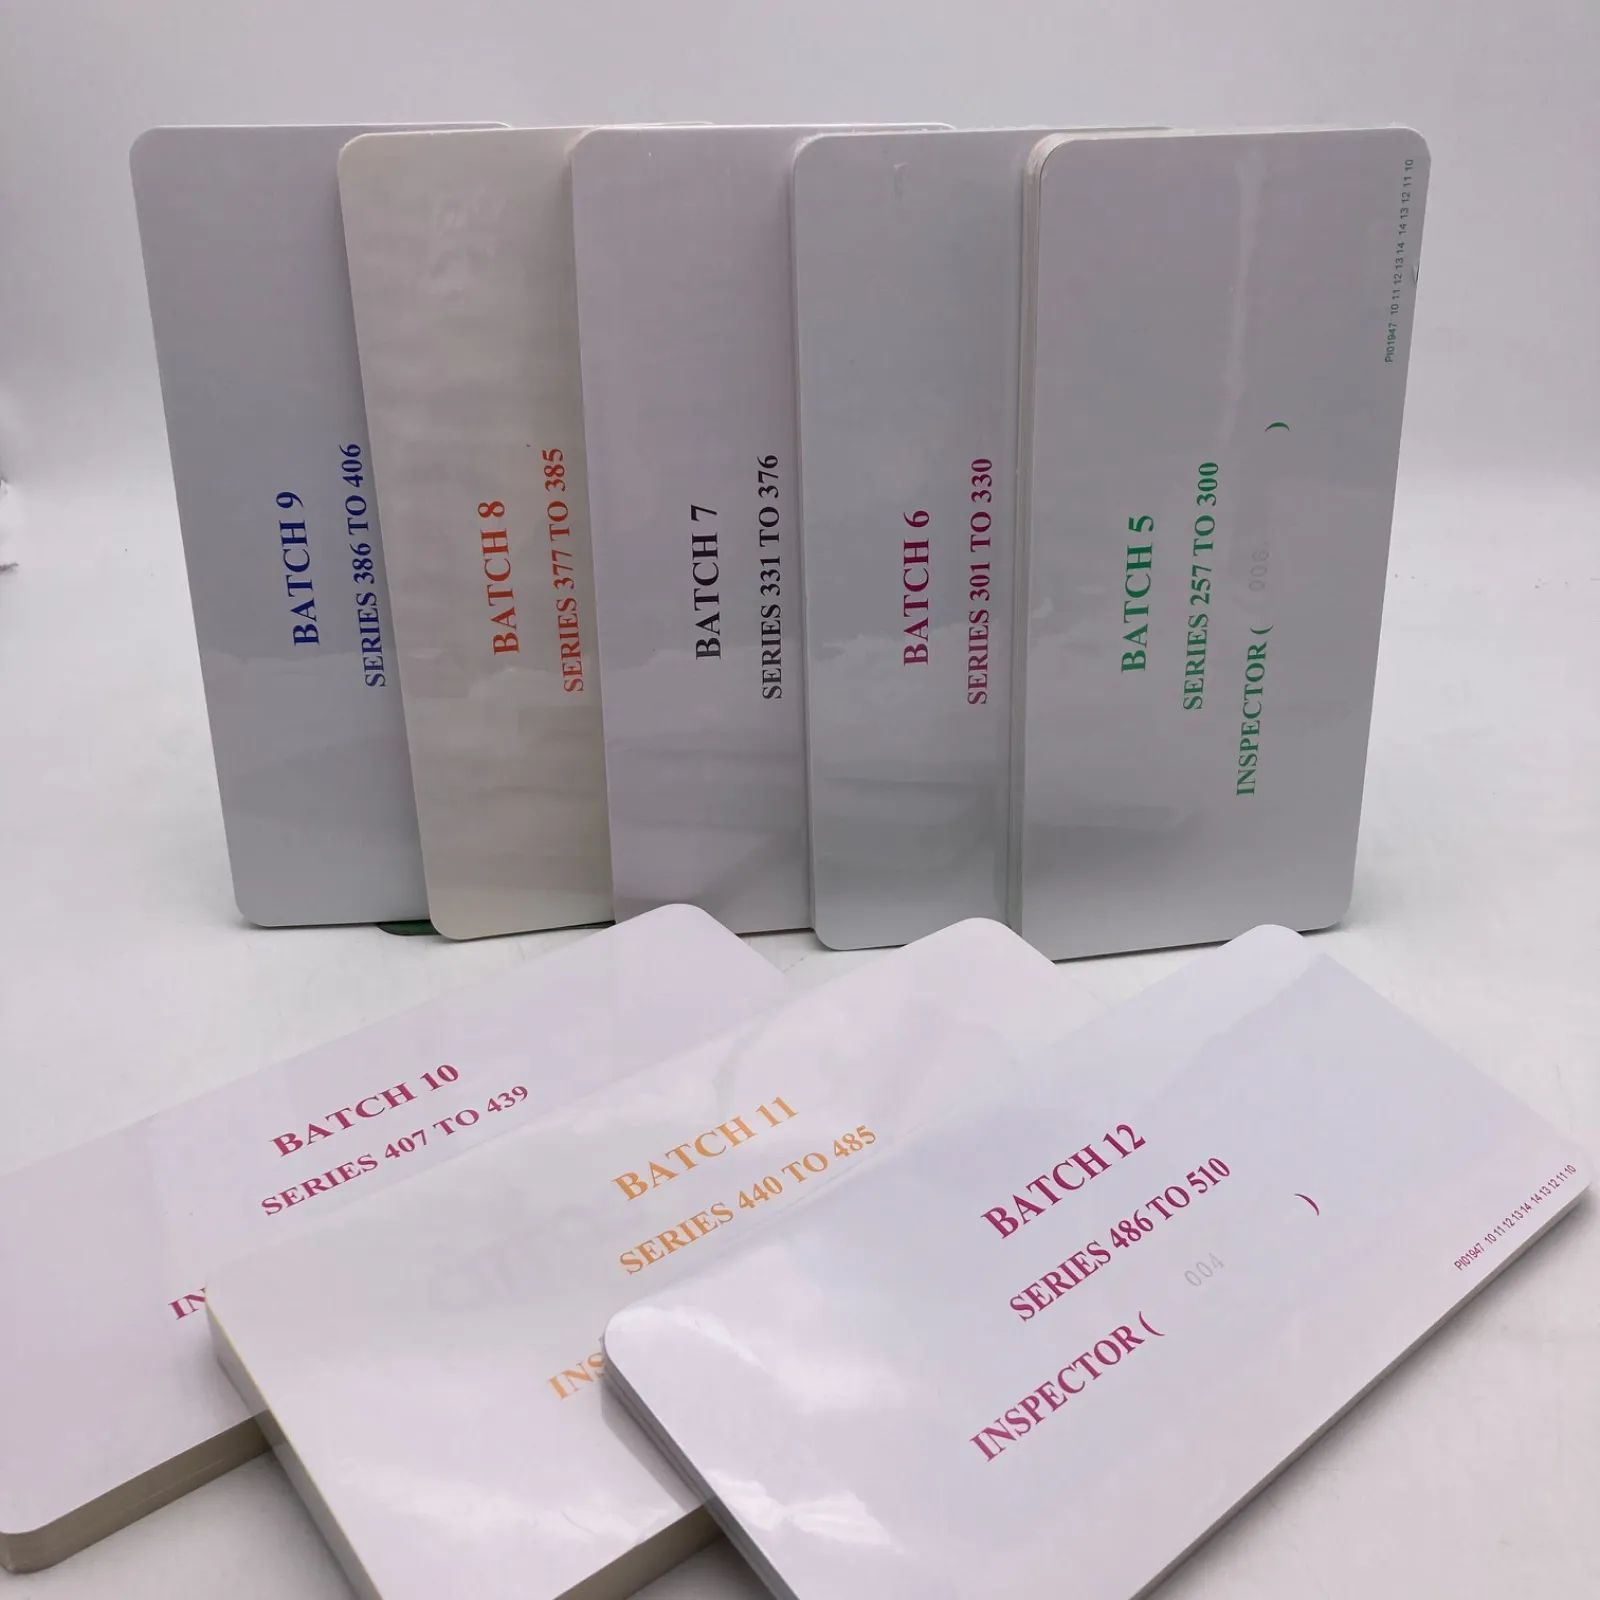 BATCH 9
SERIES 386 TO 406
BATCH 8
SERIES 377 TO 385
BATCH 7
SERIES 331 TO 376
BATCH 6
SERIES 301 TO 330
BATCH 5
SERIES 257 TO 300
INSPECTOR ( 006 )
PI01947 10 11 12 13 14 14 13 12 11 10
BATCH 10
SERIES 407 TO 439
IN
BATCH 11
SERIES 440 TO 485
INS
BATCH 12
SERIES 486 TO 510
INSPECTOR ( 004 )
PI01947 10 11 12 13 14 14 13 12 11 10